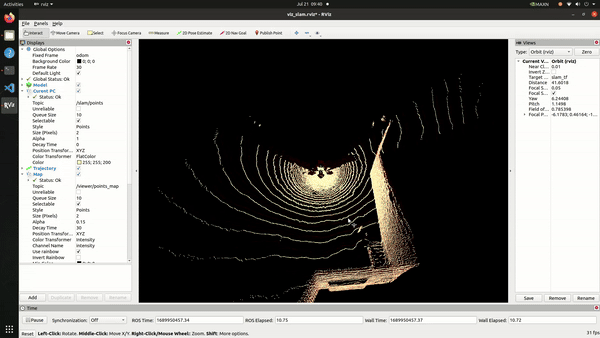 Activities
rviz
Jul 21 09:40
MAXN
viz_slam.rviz* - RViz
File Panels Help
Interact
Move Camera
Select
Focus Camera
Measure
2D Pose Estimate
2D Nav Goal
Publish Point
Displays
Global Options
Fixed Frame odom
Background Color 0; 0; 0
Frame Rate 30
Default Light
Global Status: Ok
Model
Curent PC
Status: Ok
Topic /slam/points
Unreliable
Queue Size 10
Selectable
Style Points
Size (Pixels) 2
Alpha 1
Decay Time 0
Position Transfor... XYZ
Color Transformer FlatColor
Color 255; 255; 200
Trajectory
Map
Status: Ok
Topic /viewer/points_map
Unreliable
Queue Size 10
Selectable
Style Points
Size (Pixels) 2
Alpha 0.15
Decay Time 30
Position Transfor... XYZ
Color Transformer Intensity
Channel Name Intensity
Use rainbow
Invert Rainbow
Add Duplicate Remove Rename
Views
Type: Orbit (rviz) Zero
Current V... Orbit (rviz)
Near Cl... 0.01
Invert Z...
Target ... slam_tf
Distance 41.6018
Focal S... 0.05
Focal S...
Yaw 6.24408
Pitch 1.1498
Field of... 0.785398
Focal P... -6.1783; 0.46164; -1...
Save Remove Rename
Time
Pause Synchronization: Off ROS Time: 1689950457.34 ROS Elapsed: 10.75 Wall Time: 1689950457.37 Wall Elapsed: 10.72
Reset Left-Click: Rotate. Middle-Click: Move X/Y. Right-Click/Mouse Wheel: Zoom. Shift: More options. 31 fps